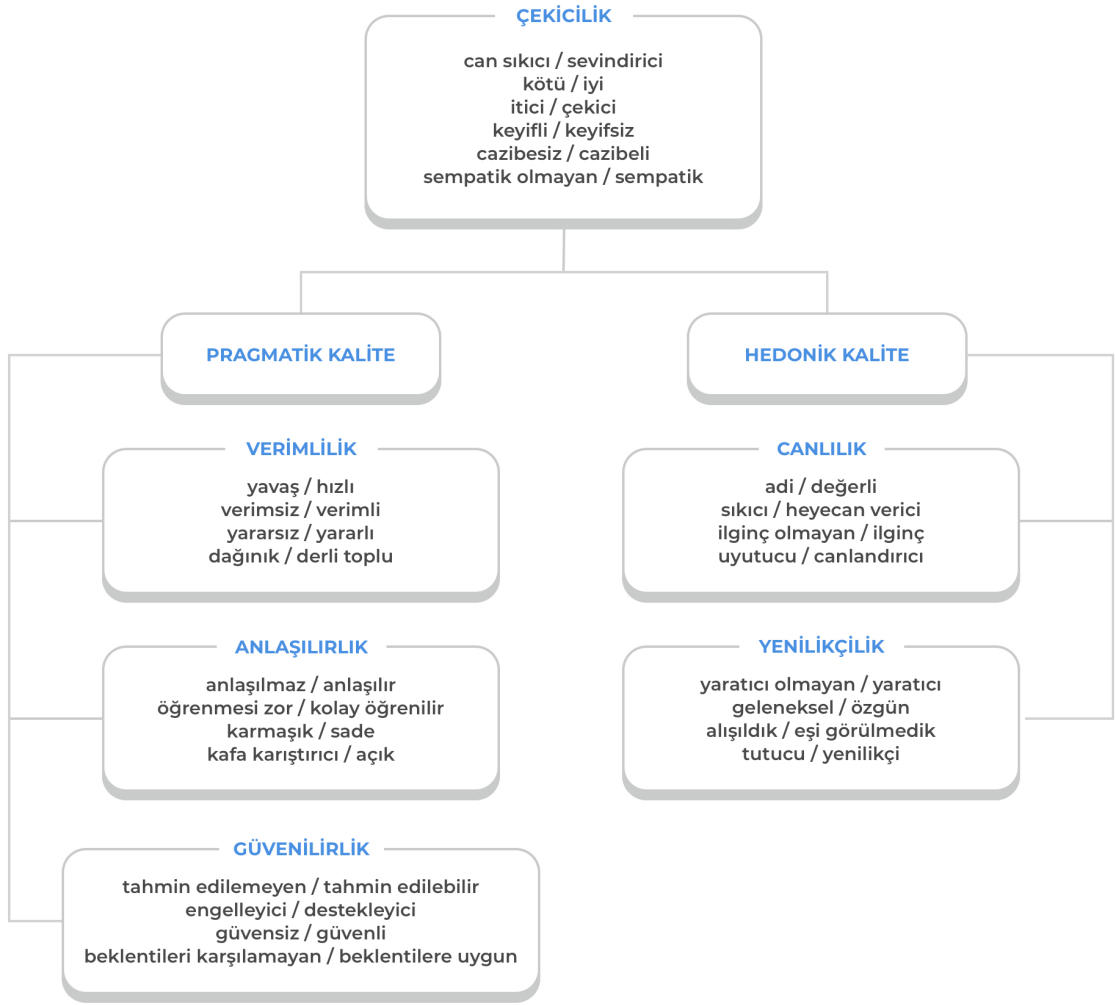 ÇEKİCİLİK
can sıkıcı / sevindirici
kötü / iyi
itici / çekici
keyifli / keyifsiz
cazibesiz / cazibeli
sempatik olmayan / sempatik
PRAGMATİK KALİTE
HEDONİK KALİTE
VERİMLİLİK
yavaş / hızlı
verimsiz / verimli
yararsız / yararlı
dağınık / derli toplu
CANLILIK
adi / değerli
sıkıcı / heyecan verici
ilginç olmayan / ilginç
uyutucu / canlandırıcı
ANLAŞILIRLIK
anlaşılmaz / anlaşılır
öğrenmesi zor / kolay öğrenilir
karmaşık / sade
kafa karıştırıcı / açık
YENİLİKÇİLİK
yaratıcı olmayan / yaratıcı
geleneksel / özgün
alışıldık / eşi görülmedik
tutucu / yenilikçi
GÜVENİLİRLİK
tahmin edilemeyen / tahmin edilebilir
engelleyici / destekleyici
güvensiz / güvenli
beklentileri karşılamayan / beklentilere uygun